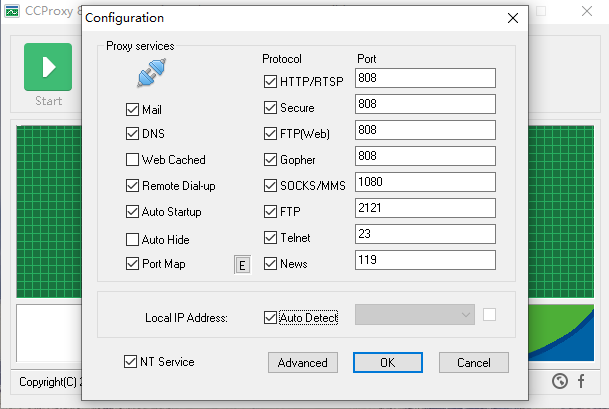 CCProxy 8
Configuration
Proxy services
Protocol Port
HTTP/RTSP 808
Mail Secure 808
DNS FTP(Web) 808
Web Cached Gopher 808
Remote Dial-up SOCKS/MMS 1080
Auto Startup FTP 2121
Auto Hide Telnet 23
Port Map E News 119
Local IP Address: Auto Detect
NT Service Advanced OK Cancel
Start
Copyright(C) 2